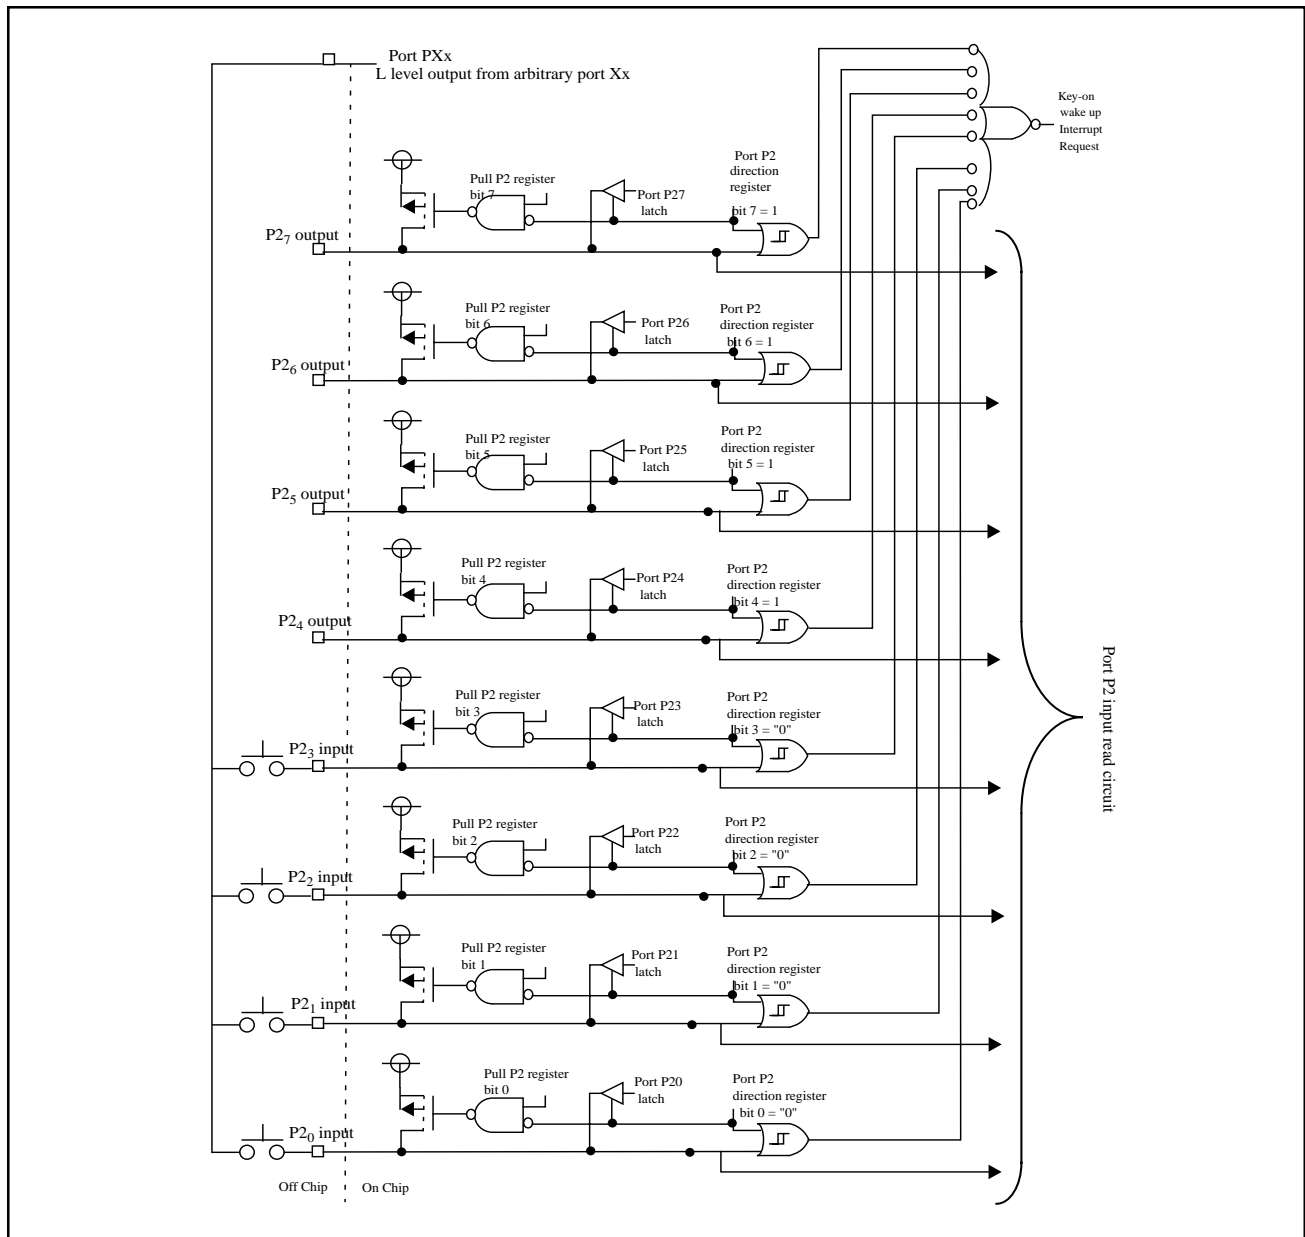 Port PXx
L level output from arbitrary port Xx
Key-on
wake up
Interrupt
Request
Pull P2 register
bit 7
Port P27
latch
Port P2
direction
register
bit 7 = 1
P27 output
Pull P2 register
bit 6
Port P26
latch
Port P2
direction register
bit 6 = 1
P26 output
Pull P2 register
bit 5
Port P25
latch
Port P2
direction register
bit 5 = 1
P25 output
Pull P2 register
bit 4
Port P24
latch
Port P2
direction register
bit 4 = 1
P24 output
Pull P2 register
bit 3
Port P23
latch
Port P2
direction register
bit 3 = "0"
P23 input
Pull P2 register
bit 2
Port P22
latch
Port P2
direction register
bit 2 = "0"
P22 input
Pull P2 register
bit 1
Port P21
latch
Port P2
direction register
bit 1 = "0"
P21 input
Pull P2 register
bit 0
Port P20
latch
Port P2
direction register
bit 0 = "0"
P20 input
Off Chip
On Chip
Port P2 input read circuit